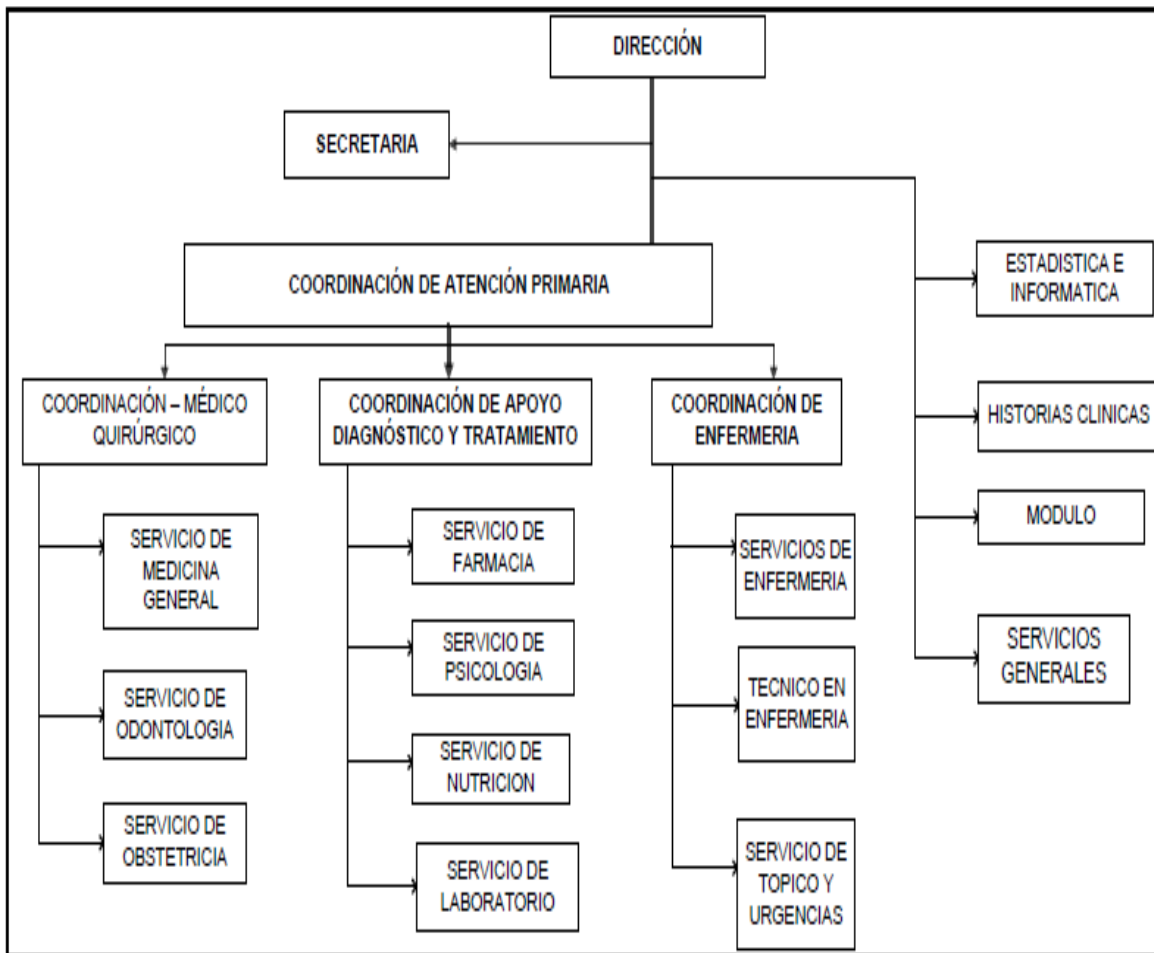 DIRECCIÓN
SECRETARIA
COORDINACIÓN DE ATENCIÓN PRIMARIA
ESTADISTICA E
INFORMATICA
HISTORIAS CLINICAS
MODULO
SERVICIOS
GENERALES
COORDINACIÓN – MÉDICO
QUIRÚRGICO
SERVICIO DE
MEDICINA
GENERAL
SERVICIO DE
ODONTOLOGIA
SERVICIO DE
OBSTETRICIA
COORDINACIÓN DE APOYO
DIAGNÓSTICO Y TRATAMIENTO
SERVICIO DE
FARMACIA
SERVICIO DE
PSICOLOGIA
SERVICIO DE
NUTRICION
SERVICIO DE
LABORATORIO
COORDINACIÓN DE
ENFERMERIA
SERVICIOS DE
ENFERMERIA
TECNICO EN
ENFERMERIA
SERVICIO DE
TOPICO Y
URGENCIAS